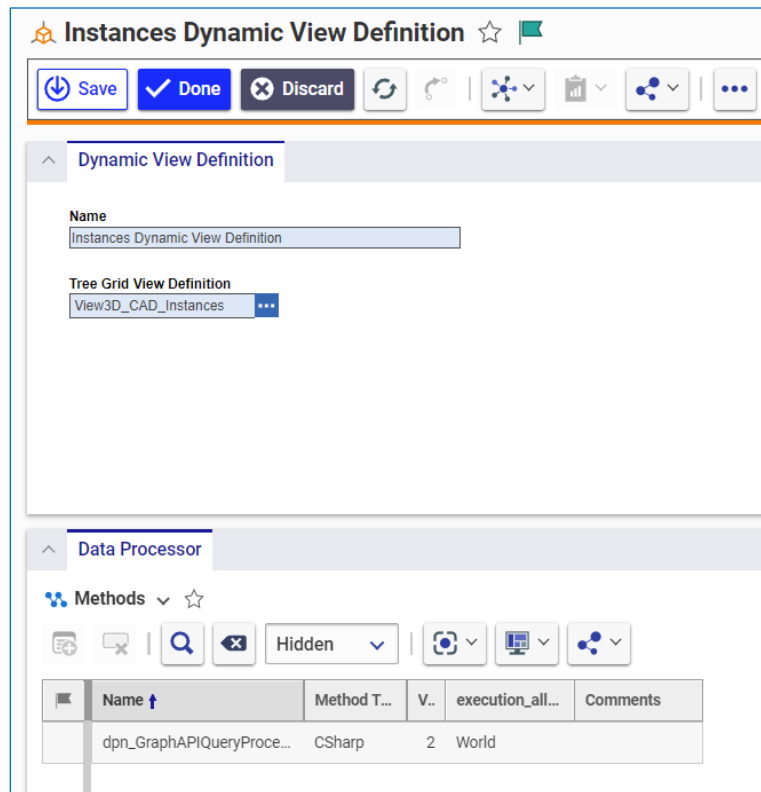 Instances Dynamic View Definition
Save Done Discard
Dynamic View Definition
Name
Instances Dynamic View Definition
Tree Grid View Definition
View3D_CAD_Instances
Data Processor
Methods
Hidden
Name Method T... V.. execution_all... Comments
dpn_GraphAPIQueryProce... CSharp 2 World